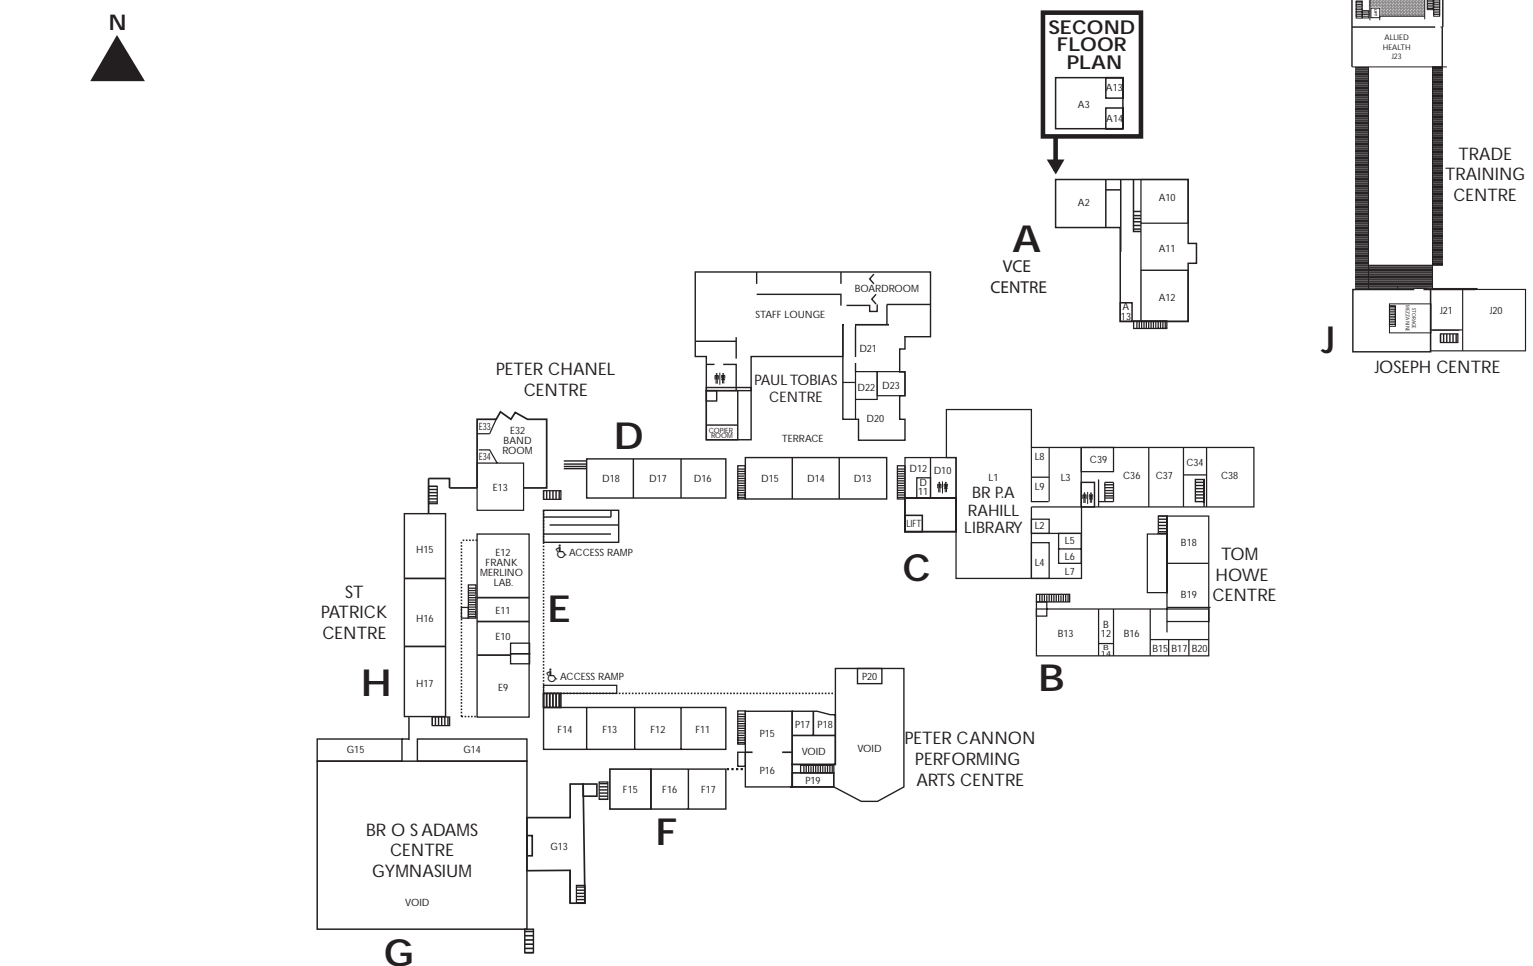 N
SECOND
FLOOR
PLAN
A3
A13
A14
ALLIED
HEALTH
J23
TRADE
TRAINING
CENTRE
A2
A10
A11
A12
A
13
A
VCE
CENTRE
STORAGE
MEZZANINE
J21
J20
J
JOSEPH CENTRE
BOARDROOM
STAFF LOUNGE
D21
D22
D23
D20
PAUL TOBIAS
CENTRE
COPIER
ROOM
TERRACE
PETER CHANEL
CENTRE
E33
E32
BAND
ROOM
E34
E13
D
D18
D17
D16
D15
D14
D13
D12
D10
D
11
LIFT
C
L1
BR P.A
RAHILL
LIBRARY
L8
L9
L3
L2
L4
L5
L6
L7
C39
C36
C37
C34
C38
B18
B19
TOM
HOWE
CENTRE
B13
B
12
B
14
B16
B15
B17
B20
B
ACCESS RAMP
H15
H16
H17
ST
PATRICK
CENTRE
H
E12
FRANK
MERLINO
LAB.
E11
E10
E9
E
ACCESS RAMP
F14
F13
F12
F11
F15
F16
F17
F
P20
P15
P16
P17
P18
VOID
P19
VOID
PETER CANNON
PERFORMING
ARTS CENTRE
G15
G14
BR O S ADAMS
CENTRE
GYMNASIUM
VOID
G13
G